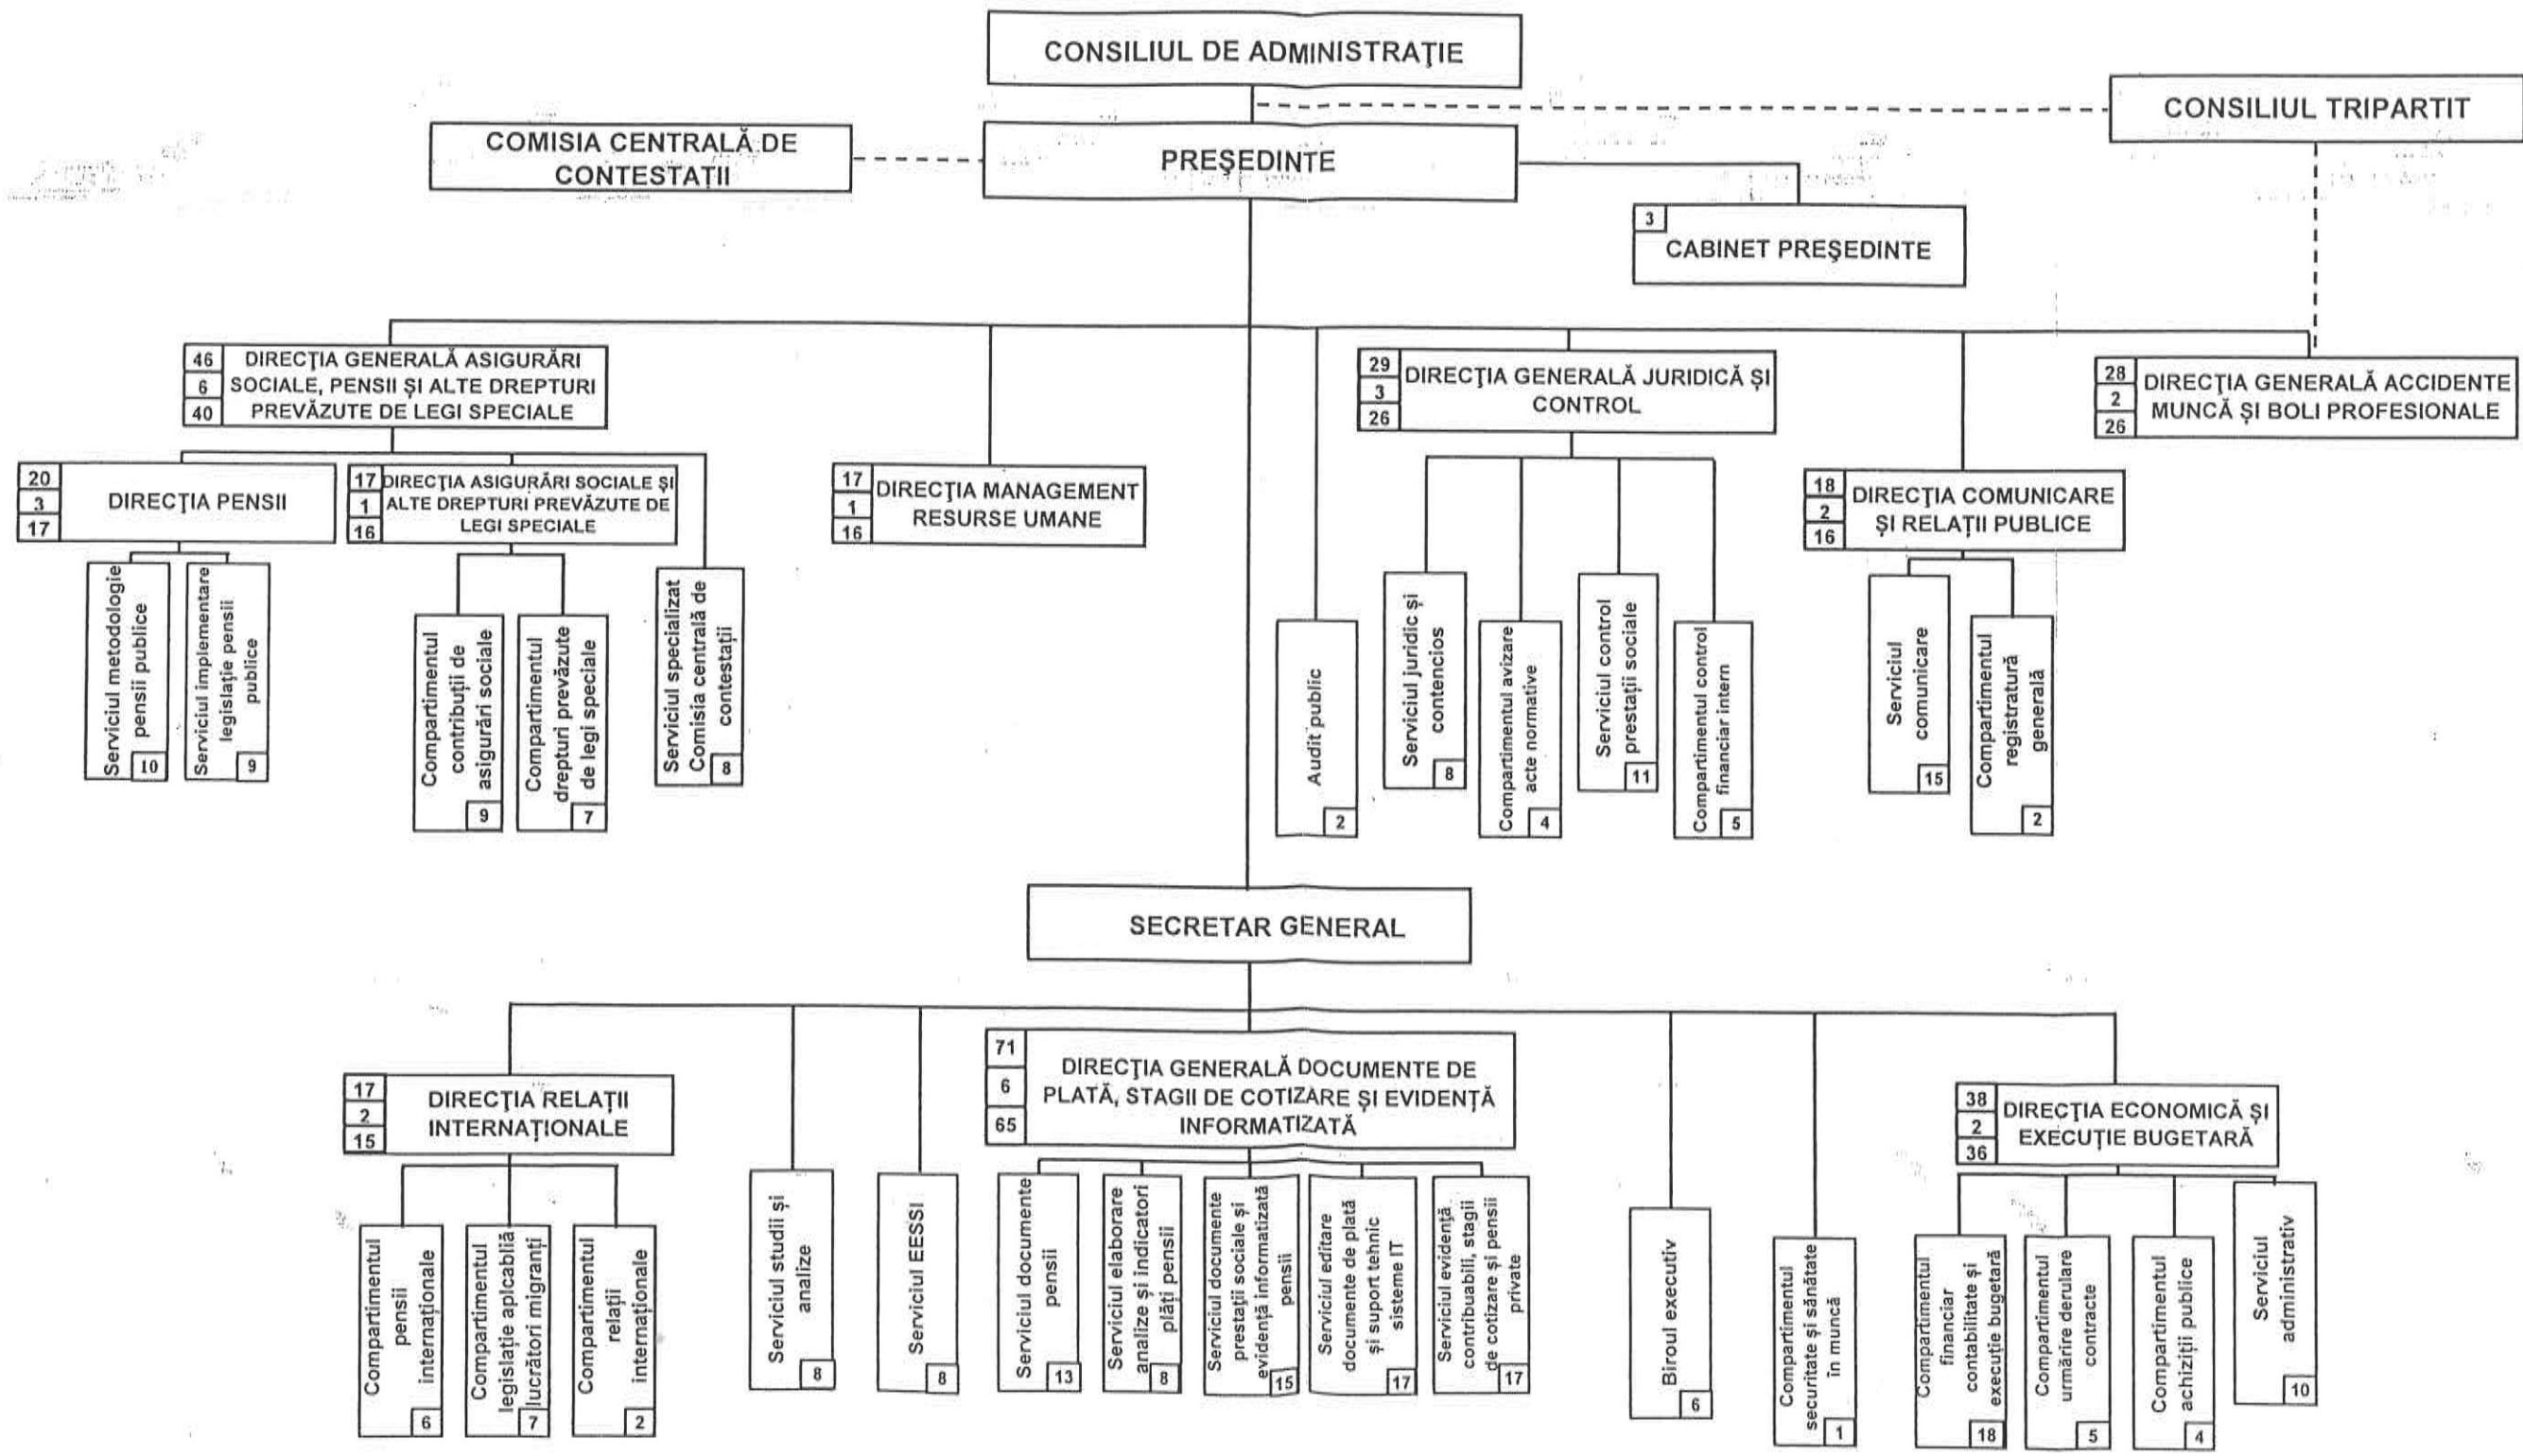 CONSILIUL DE ADMINISTRAŢIE
CONSILIUL TRIPARTIT
COMISIA CENTRALĂ DE
CONTESTAŢII
PREŞEDINTE
3
CABINET PREŞEDINTE
46
6
40
DIRECŢIA GENERALĂ ASIGURĂRI
SOCIALE, PENSII ŞI ALTE DREPTURI
PREVĂZUTE DE LEGI SPECIALE
29
3
26
DIRECŢIA GENERALĂ JURIDICĂ ŞI
CONTROL
28
2
26
DIRECŢIA GENERALĂ ACCIDENTE
MUNCĂ ŞI BOLI PROFESIONALE
20
3
17
DIRECŢIA PENSII
17
1
16
DIRECŢIA ASIGURĂRI SOCIALE ŞI
ALTE DREPTURI PREVĂZUTE DE
LEGI SPECIALE
17
1
16
DIRECŢIA MANAGEMENT
RESURSE UMANE
18
2
16
DIRECŢIA COMUNICARE
ŞI RELAŢII PUBLICE
Serviciul metodologie
pensii publice
10
Serviciul implementare
legislaţie pensii
publice
9
Compartimentul
contribuţii de
asigurări sociale
9
Compartimentul
drepturi prevăzute
de legi speciale
7
Serviciul specializat
Comisia centrală de
contestaţii
8
Audit public
2
Serviciul juridic şi
contencios
8
Compartimentul avizare
acte normative
4
Serviciul control
prestaţii sociale
11
Compartimentul control
financiar intern
5
Serviciul
comunicare
15
Compartimentul
registratură
generală
2
SECRETAR GENERAL
17
2
15
DIRECŢIA RELAŢII
INTERNAŢIONALE
71
6
65
DIRECŢIA GENERALĂ DOCUMENTE DE
PLATĂ, STAGII DE COTIZARE ŞI EVIDENŢĂ
INFORMATIZATĂ
38
2
36
DIRECŢIA ECONOMICĂ ŞI
EXECUŢIE BUGETARĂ
Compartimentul
pensii
internaţionale
6
Compartimentul
legislaţie aplcabliă
lucrători migranţi
7
Compartimentul
relaţii
internaţionale
2
Serviciul studii şi
analize
8
Serviciul EESSI
8
Serviciul documente
pensii
13
Serviciul elaborare
analize şi indicatori
plăţi pensii
8
Serviciul documente
prestaţii sociale şi
evidenţă informatizată
pensii
15
Serviciul editare
documente de plată
şi suport tehnic
sisteme IT
17
Serviciul evidenţă
contribuabili, stagii
de cotizare şi pensii
private
17
Biroul executiv
6
Compartimentul
securitate şi sănătate
în muncă
1
Compartimentul
financiar
contabilitate şi
execuţie bugetară
18
Compartimentul
urmărire derulare
contracte
5
Compartimentul
achiziţii publice
4
Serviciul
administrativ
10